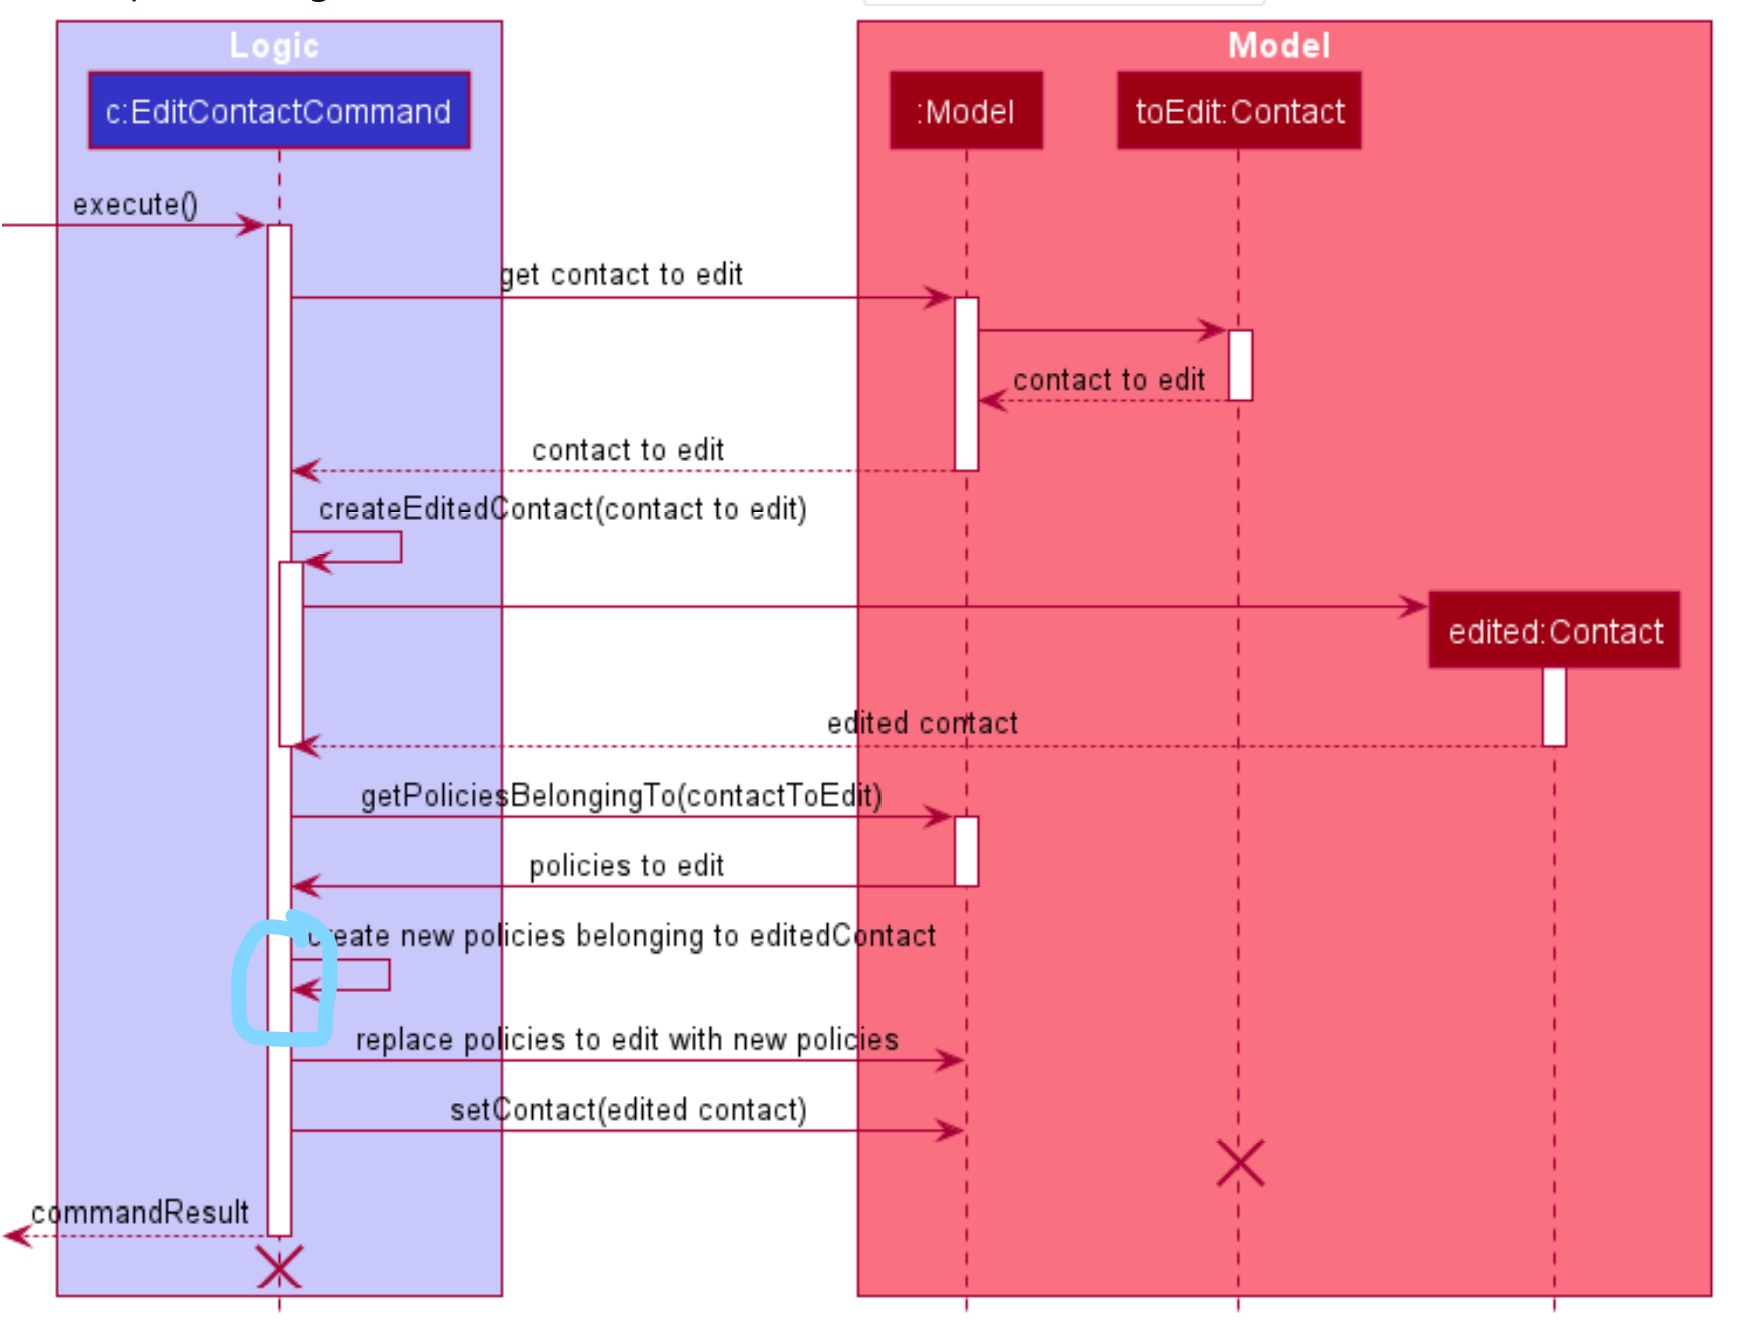 Logic
Model
c:EditContactCommand
:Model
toEdit:Contact
execute()
get contact to edit
contact to edit
contact to edit
createEditedContact(contact to edit)
edited:Contact
edited contact
getPoliciesBelongingTo(contactToEdit)
policies to edit
create new policies belonging to editedContact
replace policies to edit with new policies
setContact(edited contact)
commandResult